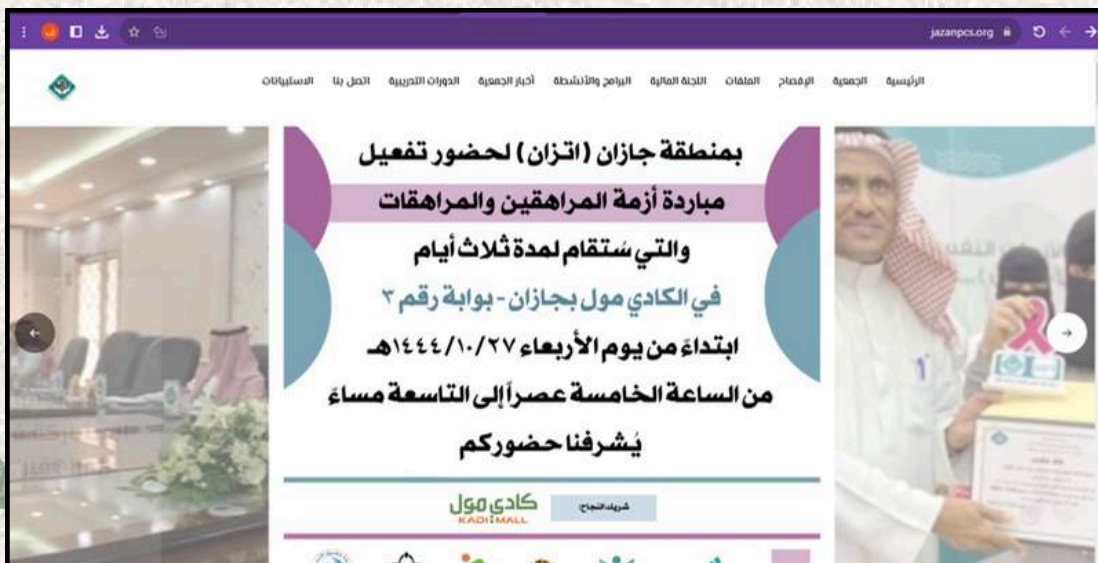 jazanpcs.org
الرئيسية الجمعية الإفصاح الملفات اللجنة المالية البرامج والأنشطة أخبار الجمعية الدورات التدريبية اتصل بنا الاستبيانات
بمنطقة جازان (اتزان) لحضور تفعيل
مباردة أزمة المراهقين والمراهقات
والتي ستقام لمدة ثلاث أيام
في الكادي مول بجازان - بوابة رقم ٣
ابتداءً من يوم الأربعاء ١٤٤٤/١٠/٢٧هـ
من الساعة الخامسة عصراً إلى التاسعة مساءً
يُشرفنا حضوركم
شريك النجاح:
كادي مول
KADI MALL